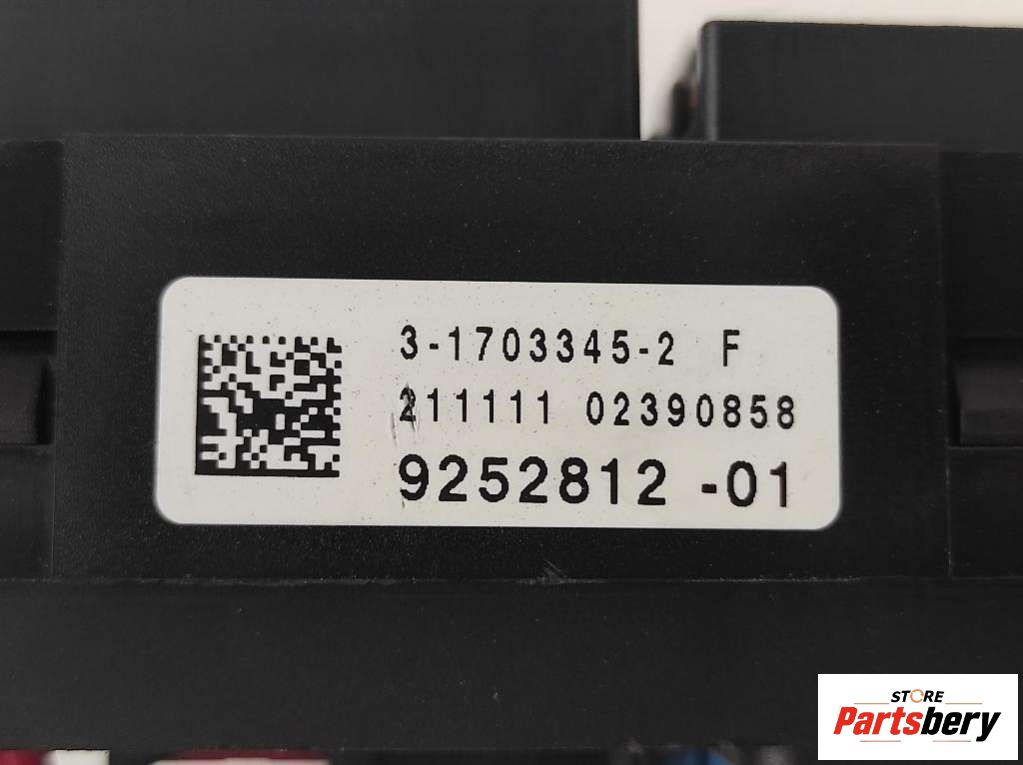 3-1703345-2 F
211111 02390858
9252812 -01
STORE
Partsbery